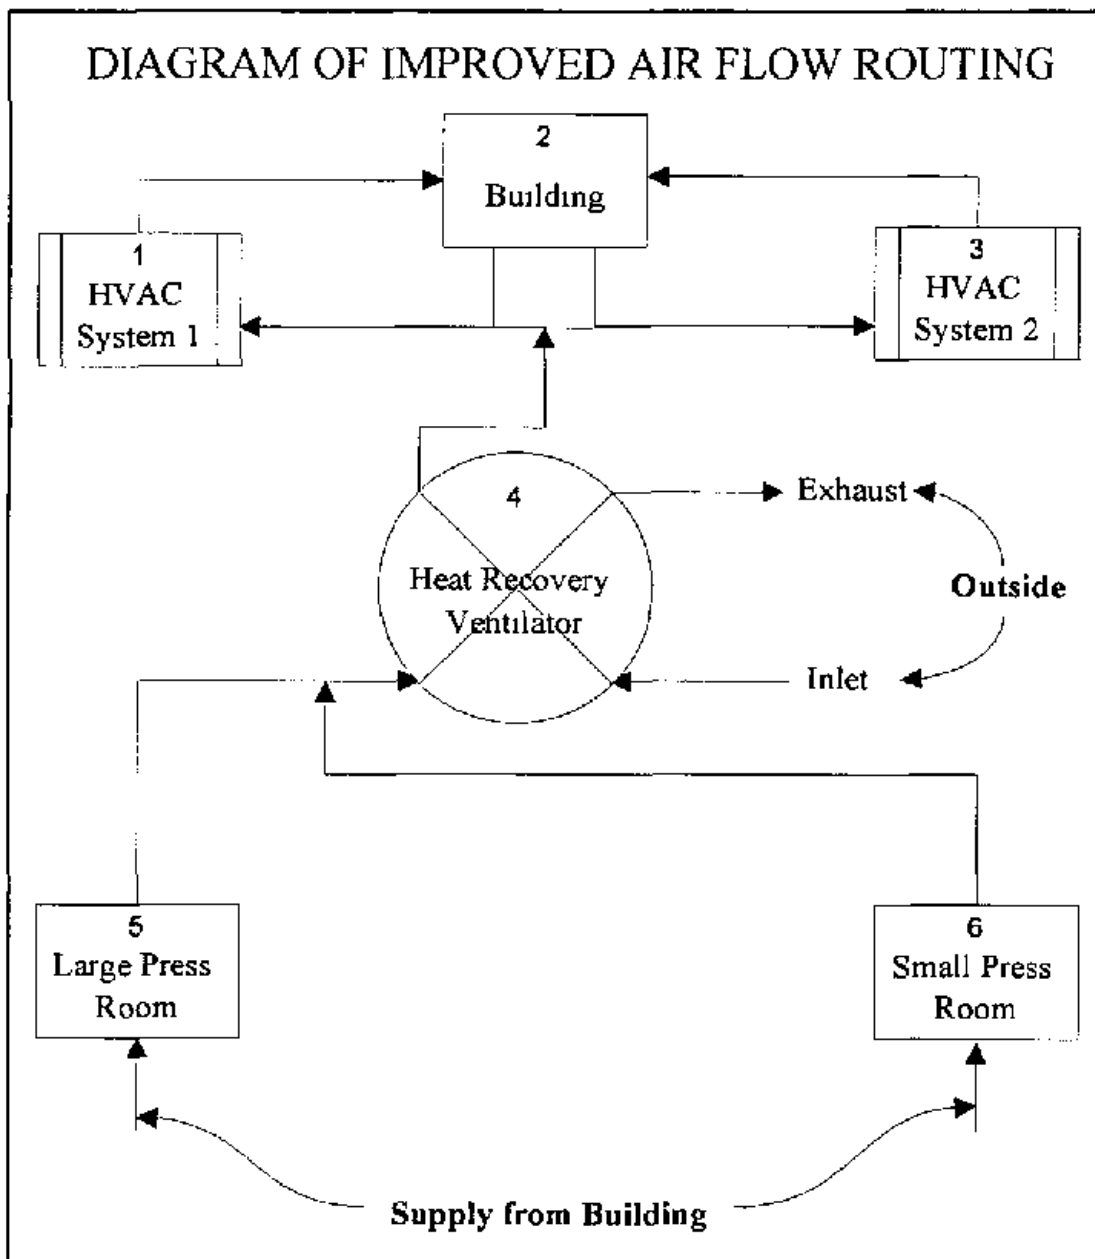 DIAGRAM OF IMPROVED AIR FLOW ROUTING
2
Building
1
HVAC
System 1
3
HVAC
System 2
4
Heat Recovery
Ventilator
Exhaust
Outside
Inlet
5
Large Press
Room
6
Small Press
Room
Supply from Building